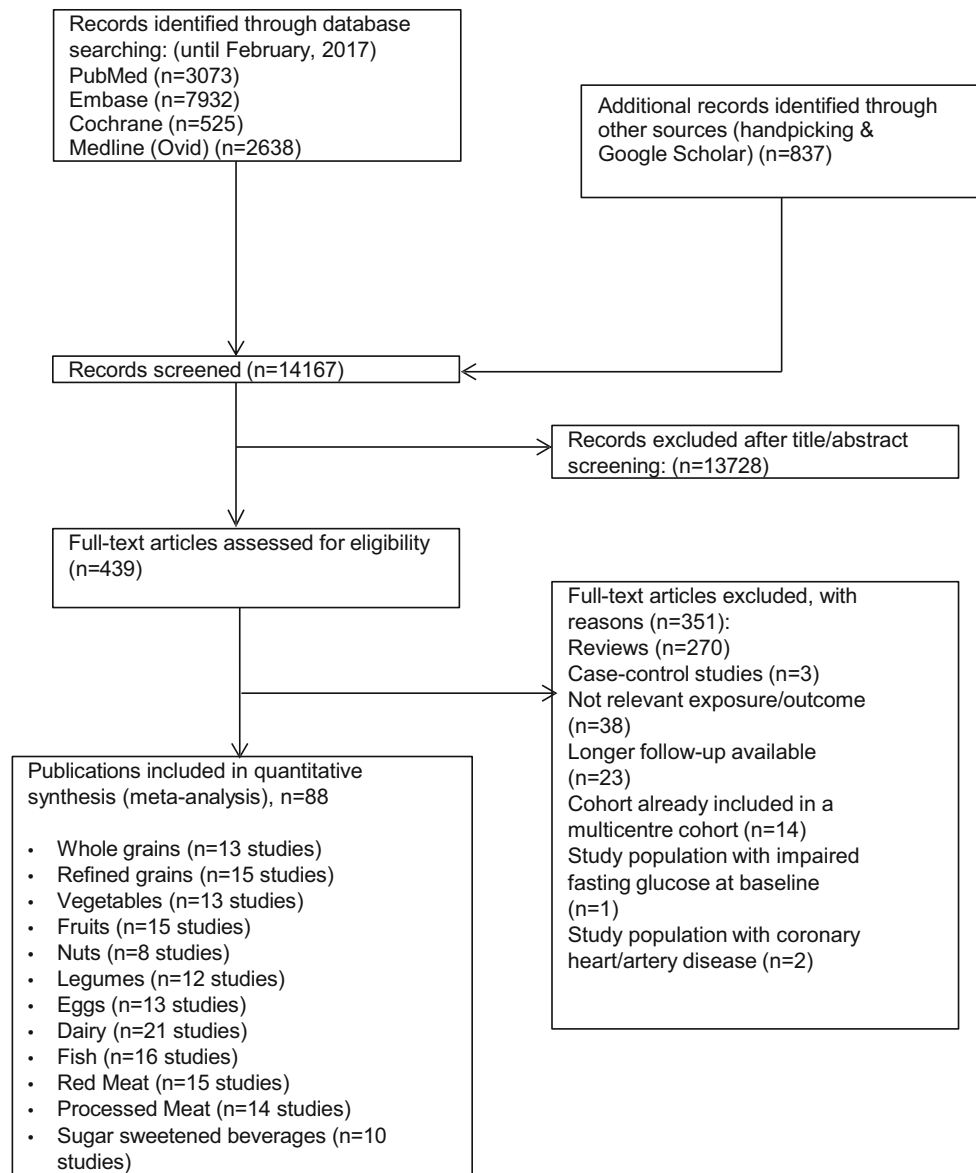 Records identified through database
searching: (until February, 2017)
PubMed (n=3073)
Embase (n=7932)
Cochrane (n=525)
Medline (Ovid) (n=2638)
Additional records identified through
other sources (handpicking &
Google Scholar) (n=837)
Records screened (n=14167)
Records excluded after title/abstract
screening: (n=13728)
Full-text articles assessed for eligibility
(n=439)
Full-text articles excluded, with
reasons (n=351):
Reviews (n=270)
Case-control studies (n=3)
Not relevant exposure/outcome
(n=38)
Longer follow-up available
(n=23)
Cohort already included in a
multicentre cohort (n=14)
Study population with impaired
fasting glucose at baseline
(n=1)
Study population with coronary
heart/artery disease (n=2)
Publications included in quantitative
synthesis (meta-analysis), n=88
• Whole grains (n=13 studies)
• Refined grains (n=15 studies)
• Vegetables (n=13 studies)
• Fruits (n=15 studies)
• Nuts (n=8 studies)
• Legumes (n=12 studies)
• Eggs (n=13 studies)
• Dairy (n=21 studies)
• Fish (n=16 studies)
• Red Meat (n=15 studies)
• Processed Meat (n=14 studies)
• Sugar sweetened beverages (n=10
studies)